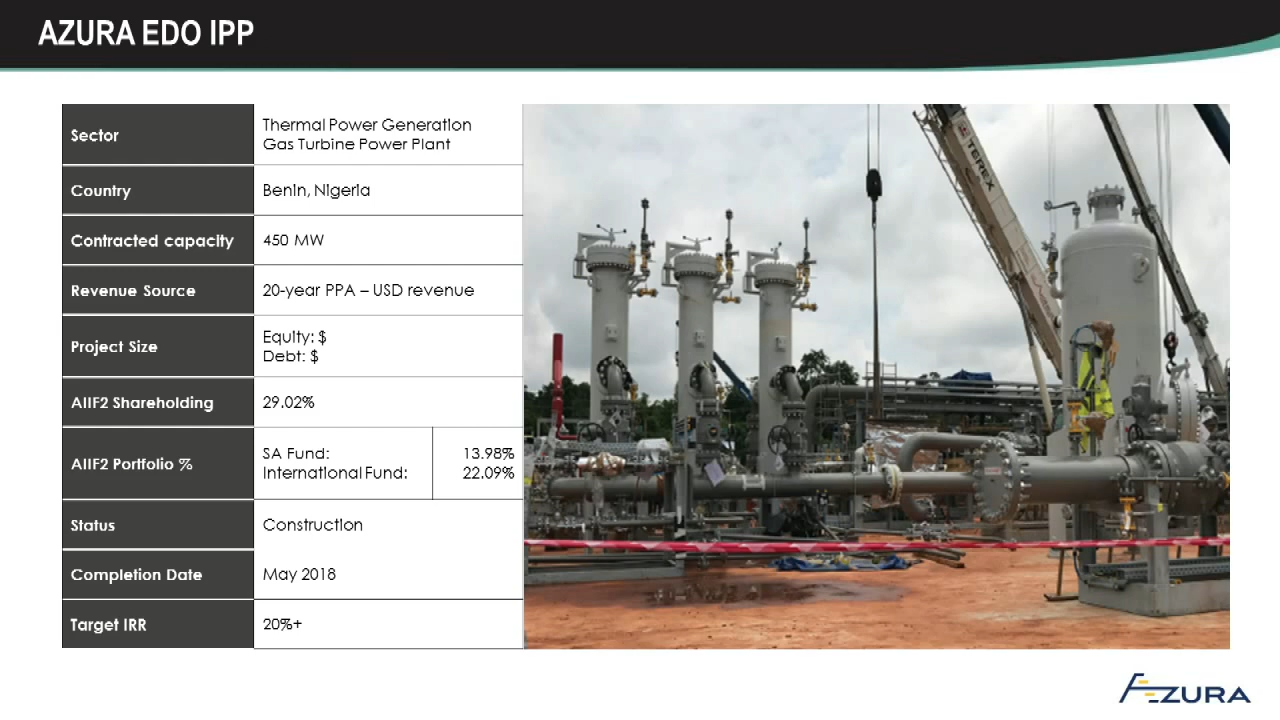 AZURA EDO IPP
Sector
Thermal Power Generation
Gas Turbine Power Plant
Country
Benin, Nigeria
Contracted capacity
450 MW
Revenue Source
20-year PPA – USD revenue
Project Size
Equity: $
Debt: $
AIIF2 Shareholding
29.02%
AIIF2 Portfolio %
SA Fund: 13.98%
International Fund: 22.09%
Status
Construction
Completion Date
May 2018
Target IRR
20%+
TEREX
AZURA